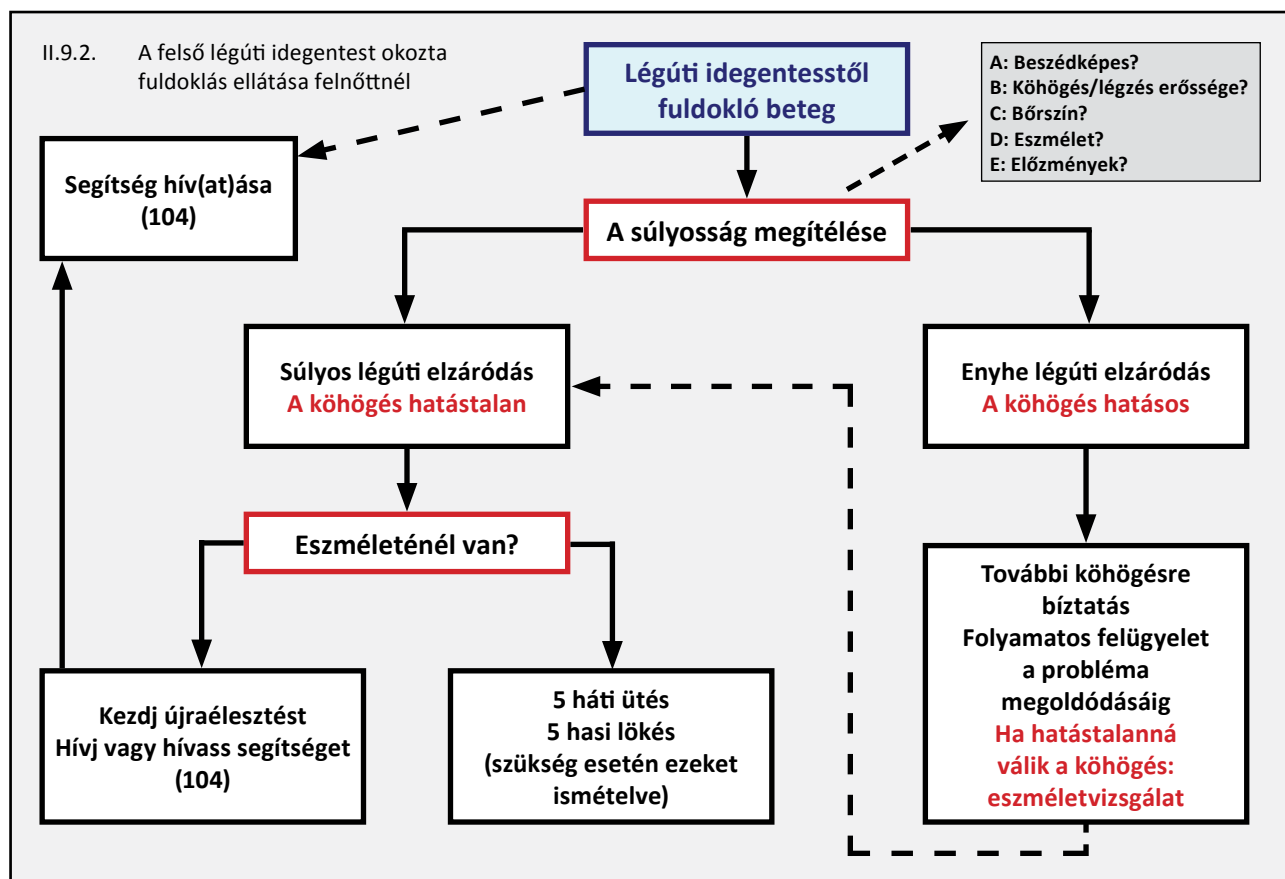 II.9.2. A felső légúti idegentest okozta
fuldoklás ellátása felnőttnél
Légúti idegentesstől
fuldokló beteg
A: Beszédképes?
B: Köhögés/légzés erőssége?
C: Bőrszín?
D: Eszmélet?
E: Előzmények?
Segítség hív(at)ása
(104)
A súlyosság megítélése
Súlyos légúti elzáródás
A köhögés hatástalan
Enyhe légúti elzáródás
A köhögés hatásos
Eszméleténél van?
Kezdj újraélesztést
Hívj vagy hívass segítséget
(104)
5 háti ütés
5 hasi lökés
(szükség esetén ezeket
ismételve)
További köhögésre
bíztatás
Folyamatos felügyelet
a probléma
megoldódásáig
Ha hatástalanná
válik a köhögés:
eszméletvizsgálat